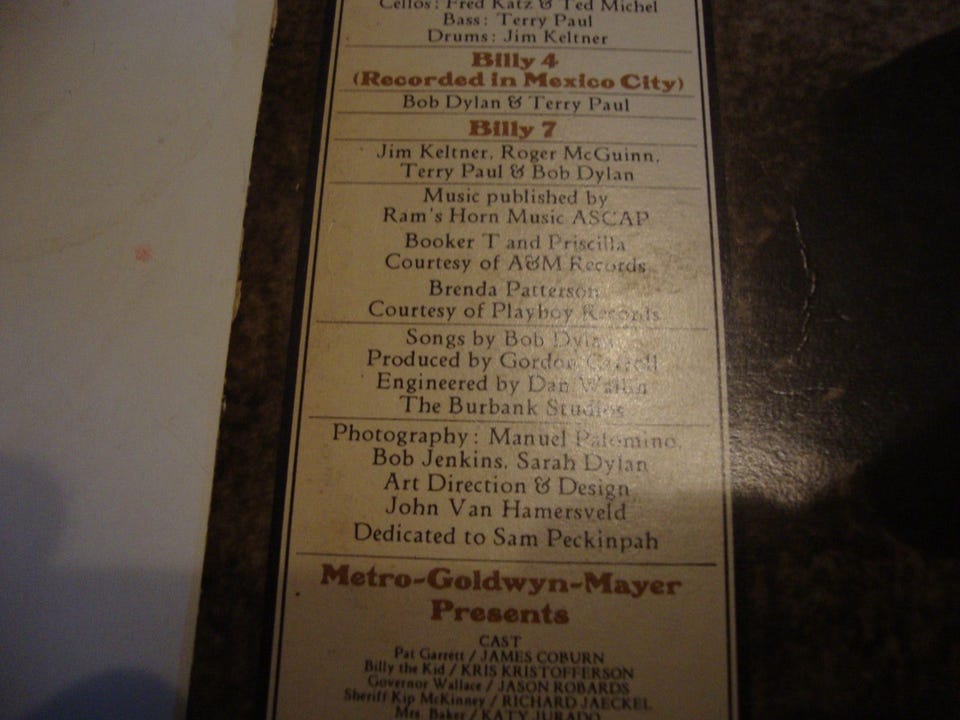 Cellos: Fred Katz & Ted Michel
Bass: Terry Paul
Drums: Jim Keltner
Billy 4
(Recorded in Mexico City)
Bob Dylan & Terry Paul
Billy 7
Jim Keltner, Roger McGuinn,
Terry Paul & Bob Dylan
Music published by
Ram's Horn Music ASCAP
Booker T and Priscilla
Courtesy of A&M Records
Brenda Patterson
Courtesy of Playboy Records
Songs by Bob Dylan
Produced by Gordon Carroll
Engineered by Dan Wallin
The Burbank Studios
Photography: Manuel Palomino,
Bob Jenkins, Sarah Dylan
Art Direction & Design
John Van Hamersveld
Dedicated to Sam Peckinpah
Metro-Goldwyn-Mayer
Presents
CAST
Pat Garrett / JAMES COBURN
Billy the Kid / KRIS KRISTOFFERSON
Governor Wallace / JASON ROBARDS
Sheriff Kip McKinney / RICHARD JAECKEL
Mrs. Baker / KATY JURADO